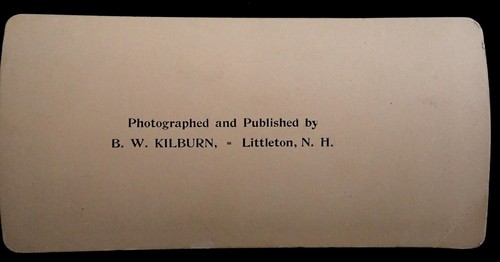 Photographed and Published by
B. W. KILBURN, - Littleton, N. H.